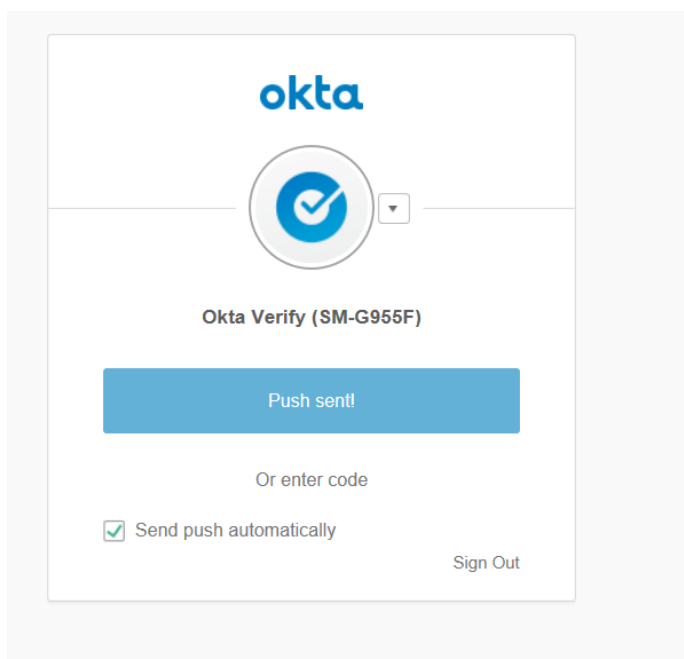 okta
Okta Verify (SM-G955F)
Push sent!
Or enter code
Send push automatically
Sign Out